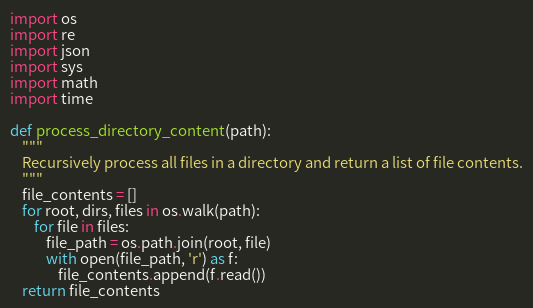 import os
import re
import json
import sys
import math
import time

def process_directory_content(path):
    """
    Recursively process all files in a directory and return a list of file contents.
    """
    file_contents = []
    for root, dirs, files in os.walk(path):
        for file in files:
            file_path = os.path.join(root, file)
            with open(file_path, 'r') as f:
                file_contents.append(f.read())
    return file_contents